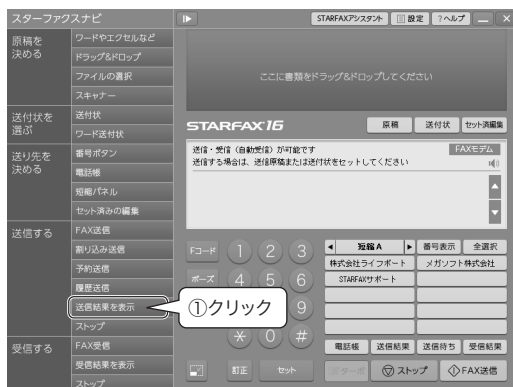 スターファクスナビ
STARFAXアシスタント
設定
?ヘルプ
原稿を
決める
ワードやエクセルなど
ドラッグ&ドロップ
ファイルの選択
スキャナー
ここに書類をドラッグ&ドロップしてください
送付状を
選ぶ
送付状
ワード送付状
STARFAX'16
原稿
送付状
セット済編集
送り先を
決める
番号ボタン
電話帳
短縮パネル
セット済みの編集
送信・受信(自動受信)が可能です
送信する場合は、送信原稿または送付状をセットしてください
FAXモデム
送信する
FAX送信
割り込み送信
予約送信
履歴送信
送信結果を表示
ストップ
①クリック
Fコード
1
2
3
ポーズ
4
5
6
9
*
0
#
訂正
セット
短縮A
番号表示
全選択
株式会社ライフボート
メガソフト株式会社
STARFAXサポート
電話帳
送信結果
送信待ち
受信結果
ストップ
FAX送信
受信する
FAX受信
受信結果を表示
ストップ